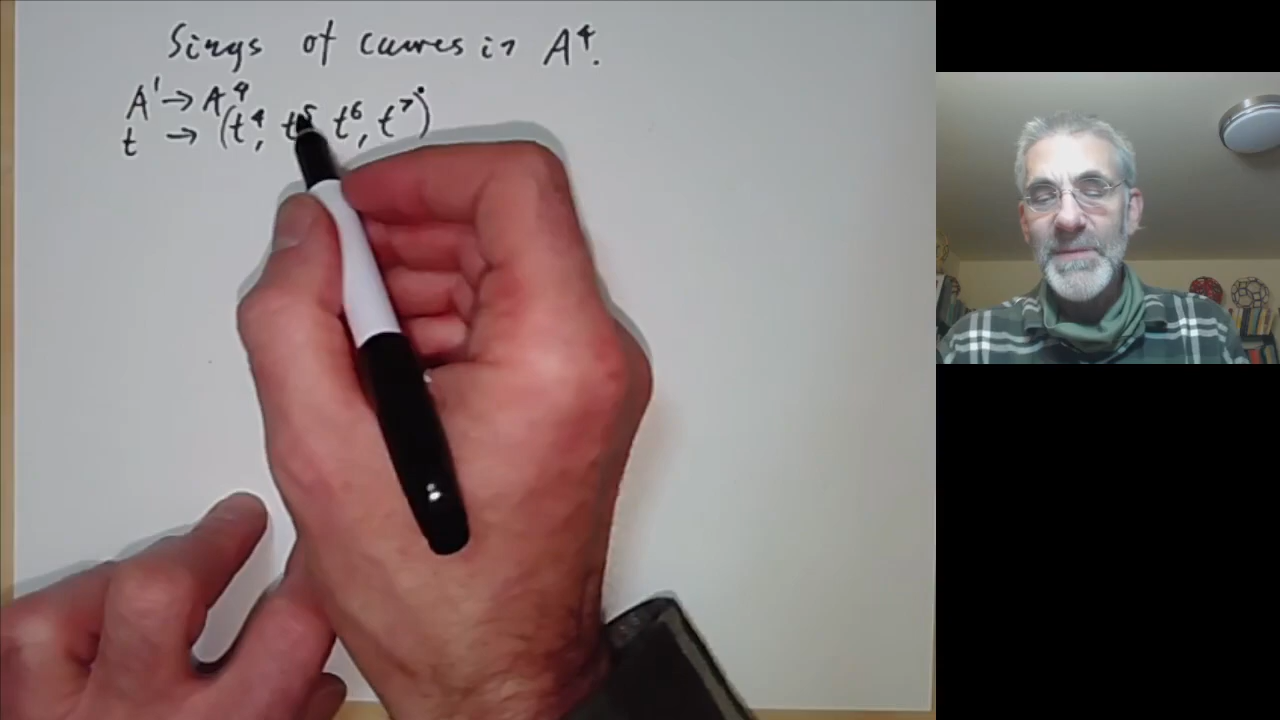 Sings of curves in A⁴.
A¹ → A⁴
t → (t⁴, t⁵ t⁶, t⁷)